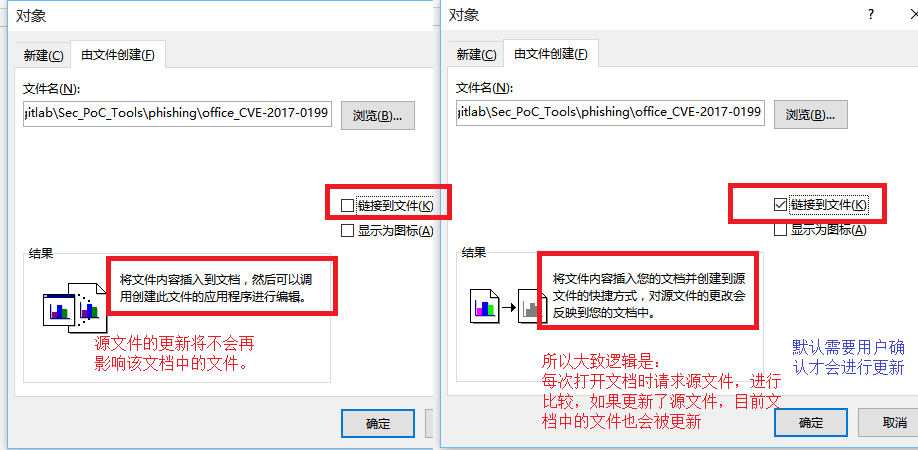 对象
新建(C)
由文件创建(F)
文件名(N):
gitlab\Sec_PoC_Tools\phishing\office_CVE-2017-0199
浏览(B)...
链接到文件(K)
显示为图标(A)
结果
将文件内容插入到文档，然后可以调
用创建此文件的应用程序进行编辑。
源文件的更新将不会再
影响该文档中的文件。
确定
对象
?
新建(C)
由文件创建(F)
文件名(N):
gitlab\Sec_PoC_Tools\phishing\office_CVE-2017-0199
浏览(B)...
链接到文件(K)
显示为图标(A)
结果
将文件内容插入您的文档并创建到源
文件的快捷方式，对源文件的更改会
反映到您的文档中。
所以大致逻辑是：
每次打开文档时请求源文件，进行
比较，如果更新了源文件，目前文
档中的文件也会被更新
默认需要用户确
认才会进行更新
确定
取消